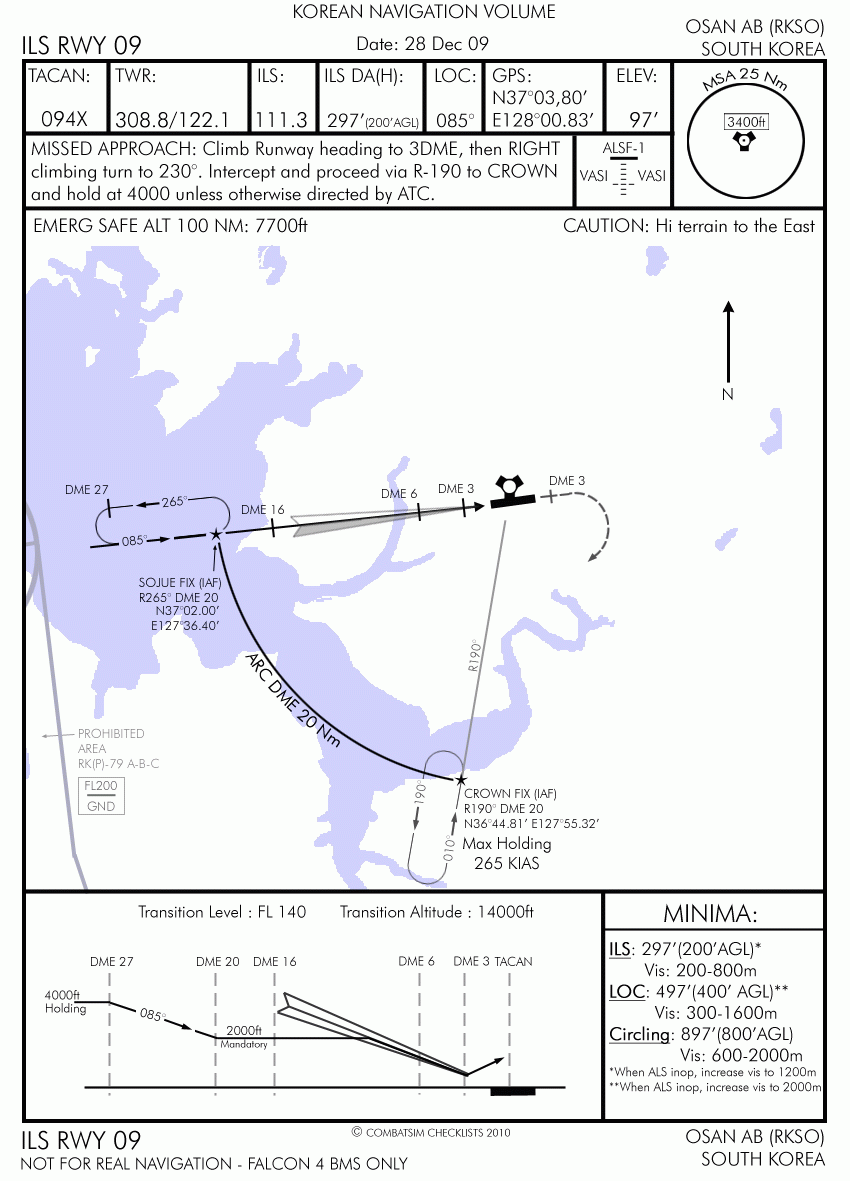 KOREAN NAVIGATION VOLUME
ILS RWY 09
Date: 28 Dec 09
OSAN AB (RKSO)
SOUTH KOREA
TACAN:
094X
TWR:
308.8/122.1
ILS:
111.3
ILS DA(H):
297’(200’AGL)
LOC:
085°
GPS:
N37°03,80’
E128°00.83’
ELEV:
97’
MSA 25 Nm
3400ft
MISSED APPROACH: Climb Runway heading to 3DME, then RIGHT
climbing turn to 230°. Intercept and proceed via R-190 to CROWN
and hold at 4000 unless otherwise directed by ATC.
ALSF-1
VASI
VASI
EMERG SAFE ALT 100 NM: 7700ft
CAUTION: Hi terrain to the East
N
DME 27
265°
085°
DME 16
DME 6
DME 3
DME 3
SOJUE FIX (IAF)
R265° DME 20
N37°02.00’
E127°36.40’
ARC DME 20 Nm
R190°
PROHIBITED
AREA
RK(P)-79 A-B-C
FL200
GND
190°
010°
CROWN FIX (IAF)
R190° DME 20
N36°44.81’ E127°55.32’
Max Holding
265 KIAS
Transition Level : FL 140
Transition Altitude : 14000ft
DME 27
DME 20
DME 16
DME 6
DME 3
TACAN
4000ft
Holding
085°
2000ft
Mandatory
MINIMA:
ILS: 297’(200’AGL)*
Vis: 200-800m
LOC: 497’(400’ AGL)**
Vis: 300-1600m
Circling: 897’(800’AGL)
Vis: 600-2000m
*When ALS inop, increase vis to 1200m
**When ALS inop, increase vis to 2000m
ILS RWY 09
© COMBATSIM CHECKLISTS 2010
OSAN AB (RKSO)
NOT FOR REAL NAVIGATION - FALCON 4 BMS ONLY
SOUTH KOREA